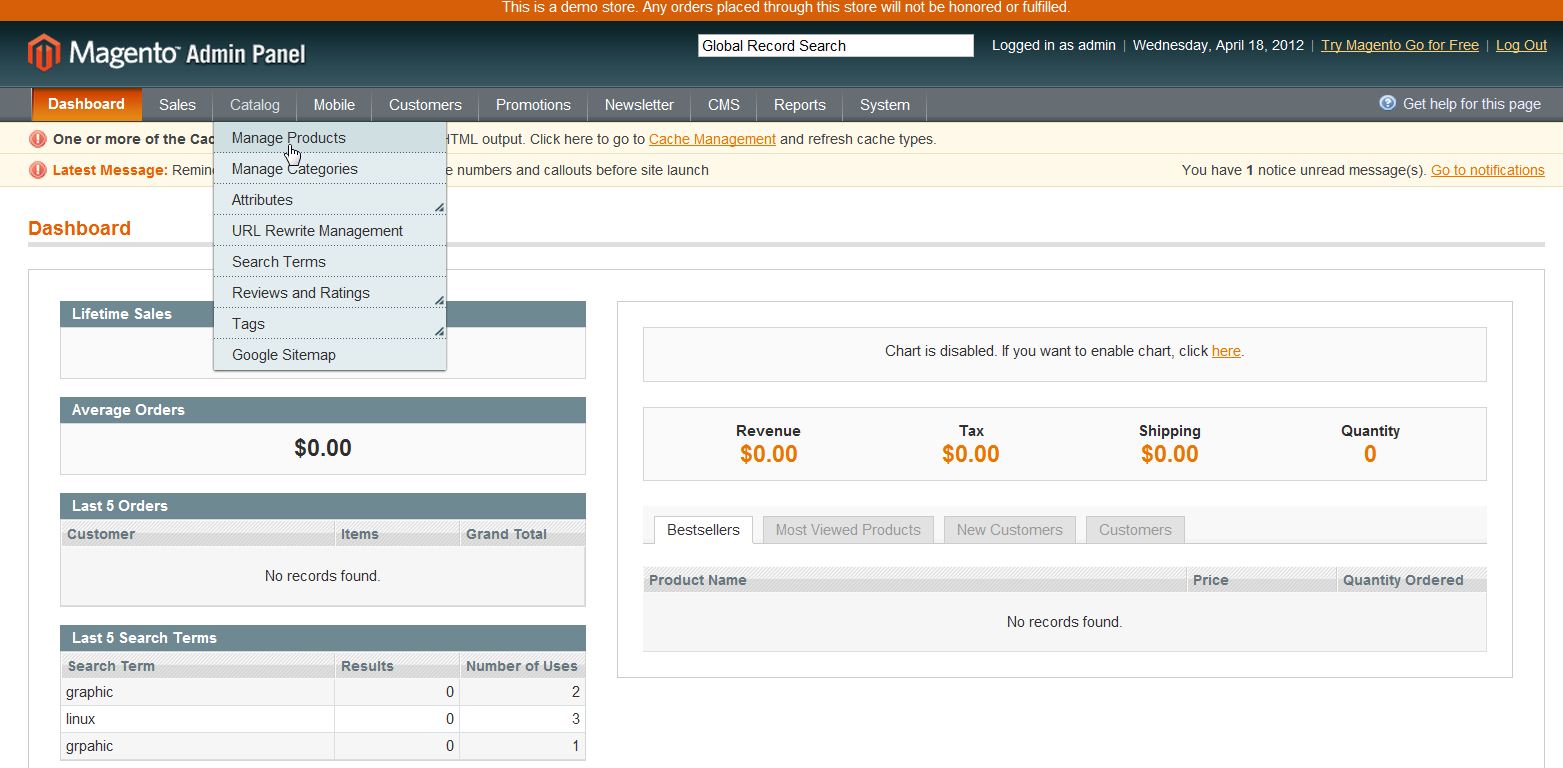 This is a demo store. Any orders placed through this store will not be honored or fulfilled.
Magento™ Admin Panel
Global Record Search
Logged in as admin | Wednesday, April 18, 2012 | Try Magento Go for Free | Log Out
Dashboard Sales Catalog Mobile Customers Promotions Newsletter CMS Reports System
Get help for this page
One or more of the HTML output. Click here to go to Cache Management and refresh cache types.
Latest Message: numbers and callouts before site launch
You have 1 notice unread message(s). Go to notifications
Manage Products
Manage Categories
Attributes
URL Rewrite Management
Search Terms
Reviews and Ratings
Tags
Google Sitemap
Dashboard
Lifetime Sales
Average Orders
$0.00
Last 5 Orders
Customer Items Grand Total
No records found.
Last 5 Search Terms
Search Term Results Number of Uses
graphic 0 2
linux 0 3
grpahic 0 1
Chart is disabled. If you want to enable chart, click here.
Revenue Tax Shipping Quantity
$0.00 $0.00 $0.00 0
Bestsellers Most Viewed Products New Customers Customers
Product Name Price Quantity Ordered
No records found.